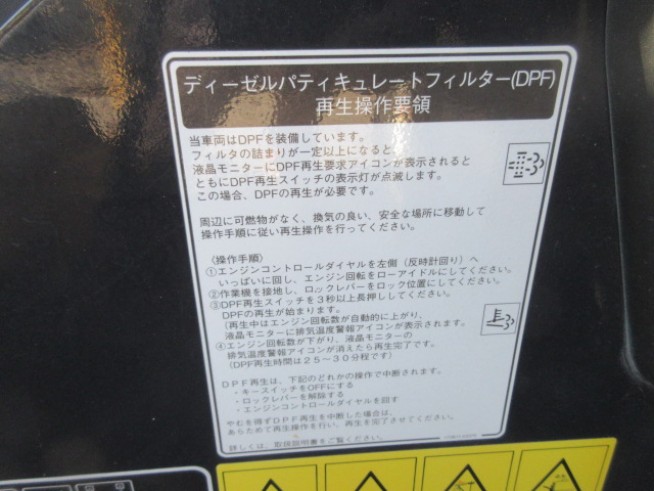 ディーゼルパティキュレートフィルター(DPF)
再生操作要領
当車両はDPFを装備しています。
フィルタの詰まりが一定以上になると、
液晶モニターにDPF再生要求アイコンが表示されると
ともにDPF再生スイッチの表示灯が点滅します。
この場合、DPFの再生が必要です。
周辺に可燃物がなく、換気の良い、安全な場所に移動して
操作手順に従い再生操作を行ってください。
〈操作手順〉
①エンジンコントロールダイヤルを左側(反時計回り)へ
いっぱいに回し、エンジン回転をローアイドルにしてください。
②作業機を接地し、ロックレバーをロック位置にしてください。
③DPF再生スイッチを3秒以上長押ししてください。
DPFの再生が始まります。
(再生中はエンジン回転数が自動的に上がり、
液晶モニターに排気温度警報アイコンが表示されます。
④エンジン回転数が下がり、液晶モニターの
排気温度警報アイコンが消えたら再生完了です。
(DPF再生時間は25~30分程です)
DPF再生は、下記のどれかの操作で中断されます。
・キースイッチをOFFにする
・ロックレバーを解除する
・エンジンコントロールダイヤルを回す
やむを得ずDPF再生を中断した場合は、
あらためて再生操作を行い、再生を完了させてください。
詳しくは、取扱説明書をご覧ください。